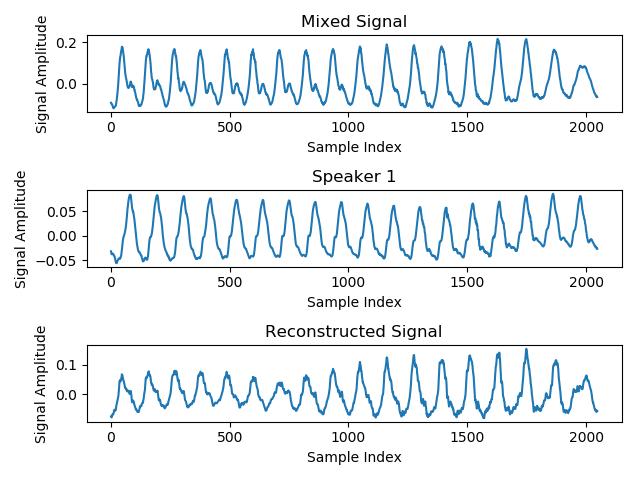 Mixed Signal
Signal Amplitude
0.2
0.0
0 500 1000 1500 2000
Sample Index
Speaker 1
Signal Amplitude
0.05
0.00
−0.05
0 500 1000 1500 2000
Sample Index
Reconstructed Signal
Signal Amplitude
0.1
0.0
0 500 1000 1500 2000
Sample Index